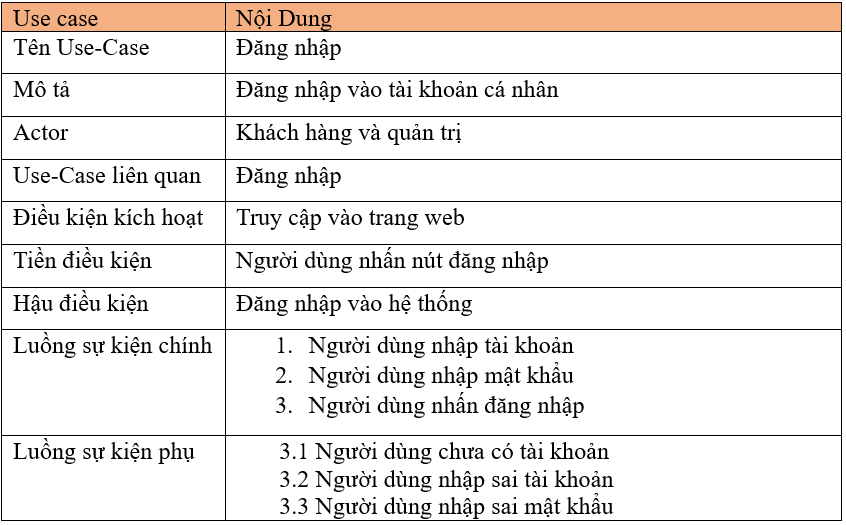 Use case Nội Dung
Tên Use-Case Đăng nhập
Mô tả Đăng nhập vào tài khoản cá nhân
Actor Khách hàng và quản trị
Use-Case liên quan Đăng nhập
Điều kiện kích hoạt Truy cập vào trang web
Tiền điều kiện Người dùng nhấn nút đăng nhập
Hậu điều kiện Đăng nhập vào hệ thống
Luồng sự kiện chính 1. Người dùng nhập tài khoản
2. Người dùng nhập mật khẩu
3. Người dùng nhấn đăng nhập
Luồng sự kiện phụ 3.1 Người dùng chưa có tài khoản
3.2 Người dùng nhập sai tài khoản
3.3 Người dùng nhập sai mật khẩu